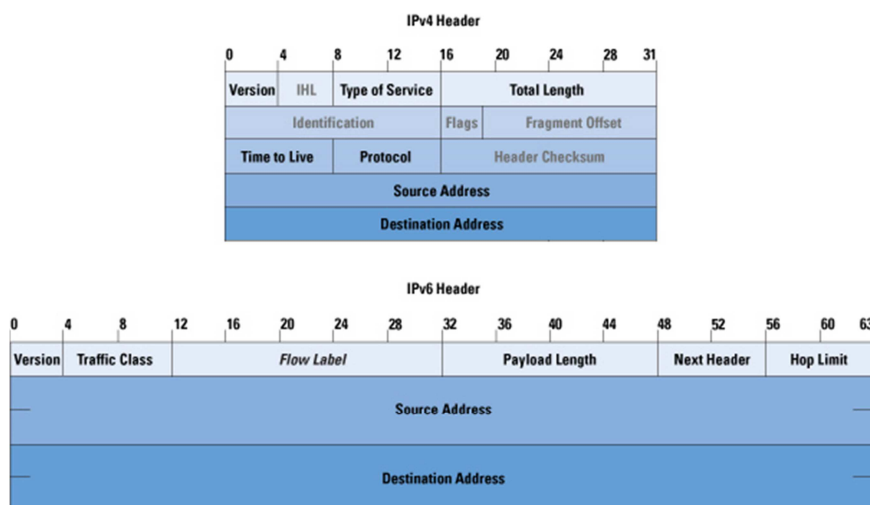 IPv4 Header
0 4 8 12 16 20 24 28 31
Version IHL Type of Service Total Length
Identification Flags Fragment Offset
Time to Live Protocol Header Checksum
Source Address
Destination Address
IPv6 Header
0 4 8 12 16 20 24 28 32 36 40 44 48 52 56 60 63
Version Traffic Class Flow Label Payload Length Next Header Hop Limit
Source Address
Destination Address